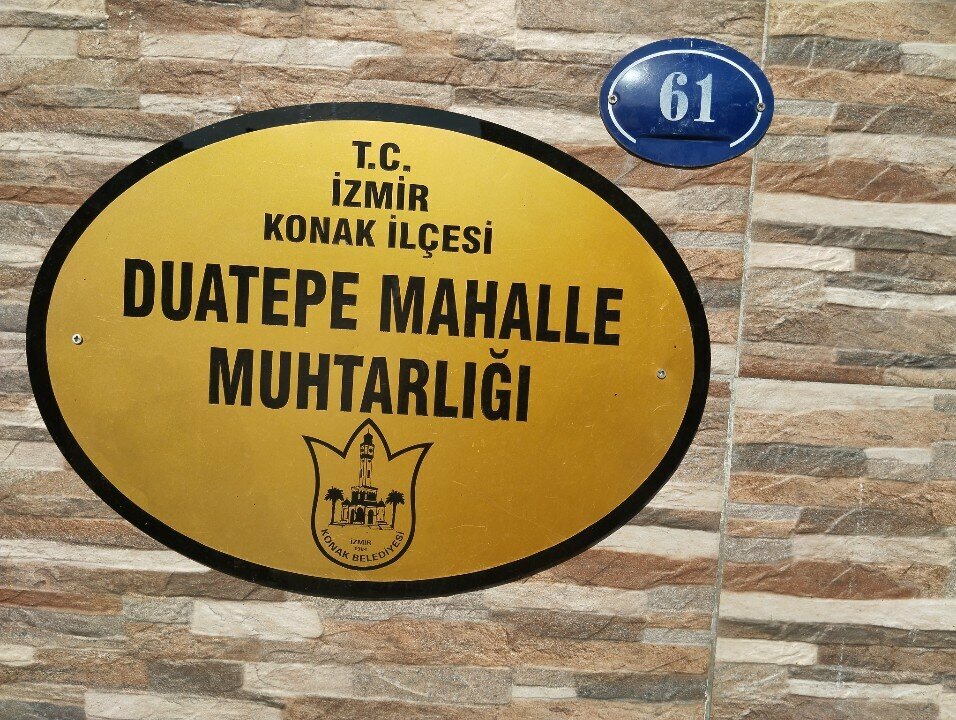 61
T.C.
İZMİR
KONAK İLÇESİ
DUATEPE MAHALLE
MUHTARLIĞI
İZMİR
KONAK BELEDİYESİ